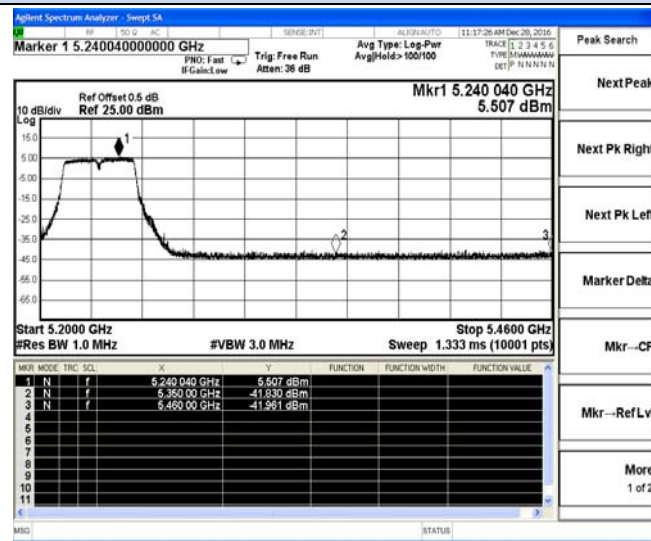 Agilent Spectrum Analyzer - Swept SA
RF 50 Ω AC SENSE:INT ALIGN AUTO 11:17:26 AM Dec 28, 2016
Marker 1 5.240040000000 GHz
PNO: Fast
IFGain:Low
Trig: Free Run
Atten: 36 dB
Avg Type: Log-Pwr
Avg|Hold:>100/100
TRACE 1 2 3 4 5 6
TYPE
DET P N N N N N
Peak Search
Next Peak
Next Pk Right
Next Pk Left
Marker Delta
Mkr→CF
Mkr→RefLvl
More
1 of 2
Ref Offset 0.5 dB
10 dB/div Ref 25.00 dBm
Log
Mkr1 5.240 040 GHz
5.507 dBm
15.0
5.00
-5.00
-15.0
-25.0
-35.0
-45.0
-55.0
-65.0
1
2
3
Start 5.2000 GHz Stop 5.4600 GHz
#Res BW 1.0 MHz #VBW 3.0 MHz Sweep 1.333 ms (10001 pts)
MKR MODE TRC SCL X Y FUNCTION FUNCTION WIDTH FUNCTION VALUE
1 N f 5.240 040 GHz 5.507 dBm
2 N f 5.350 00 GHz -41.830 dBm
3 N f 5.460 00 GHz -41.961 dBm
4
5
6
7
8
9
10
11
MSG STATUS